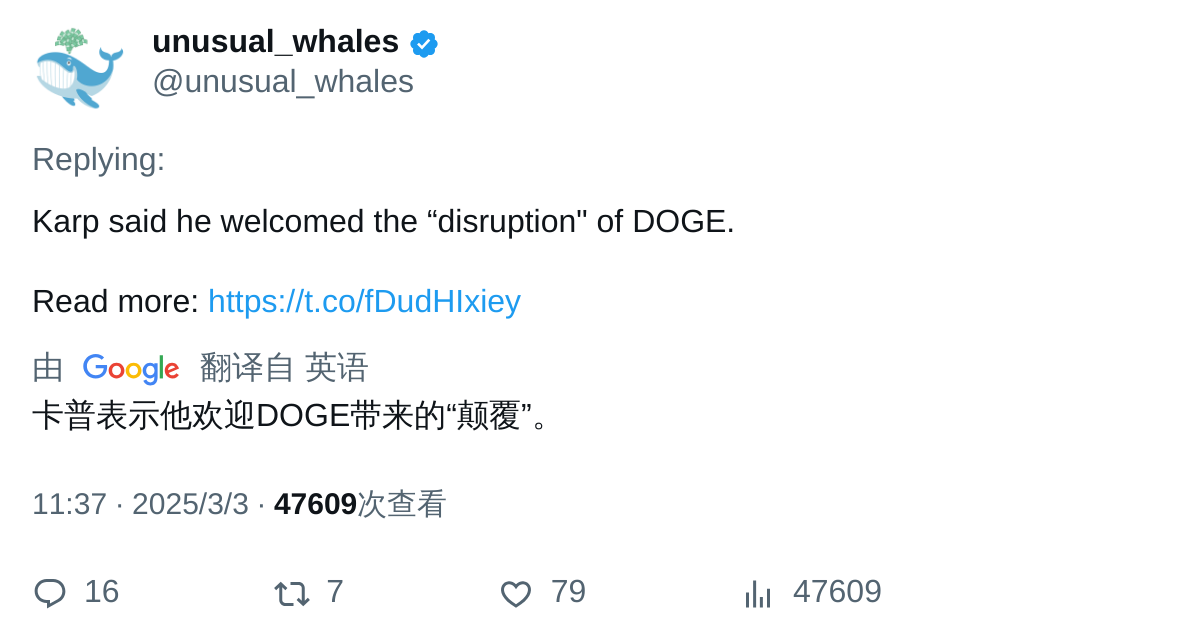 unusual_whales
@unusual_whales
Replying:
Karp said he welcomed the “disruption" of DOGE.
Read more: https://t.co/fDudHIxiey
由 Google 翻译自 英语
卡普表示他欢迎DOGE带来的“颠覆”。
11:37 · 2025/3/3 · 47609次查看
16 7 79 47609